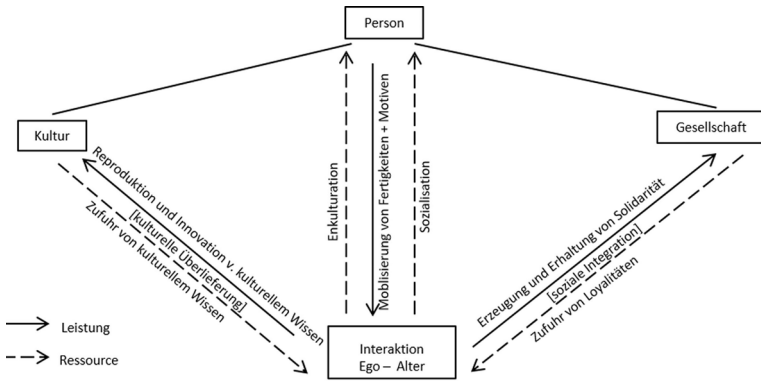 Person
Kultur
Gesellschaft
Reproduktion und Innovation v. kulturellem Wissen
[kulturelle Überlieferung]
Zufuhr von kulturellem Wissen
Enkulturation
Moblisierung von Fertigkeiten + Motiven
Sozialisation
Erzeugung und Erhaltung von Solidarität
[soziale Integration]
Zufuhr von Loyalitäten
Leistung
Ressource
Interaktion
Ego – Alter